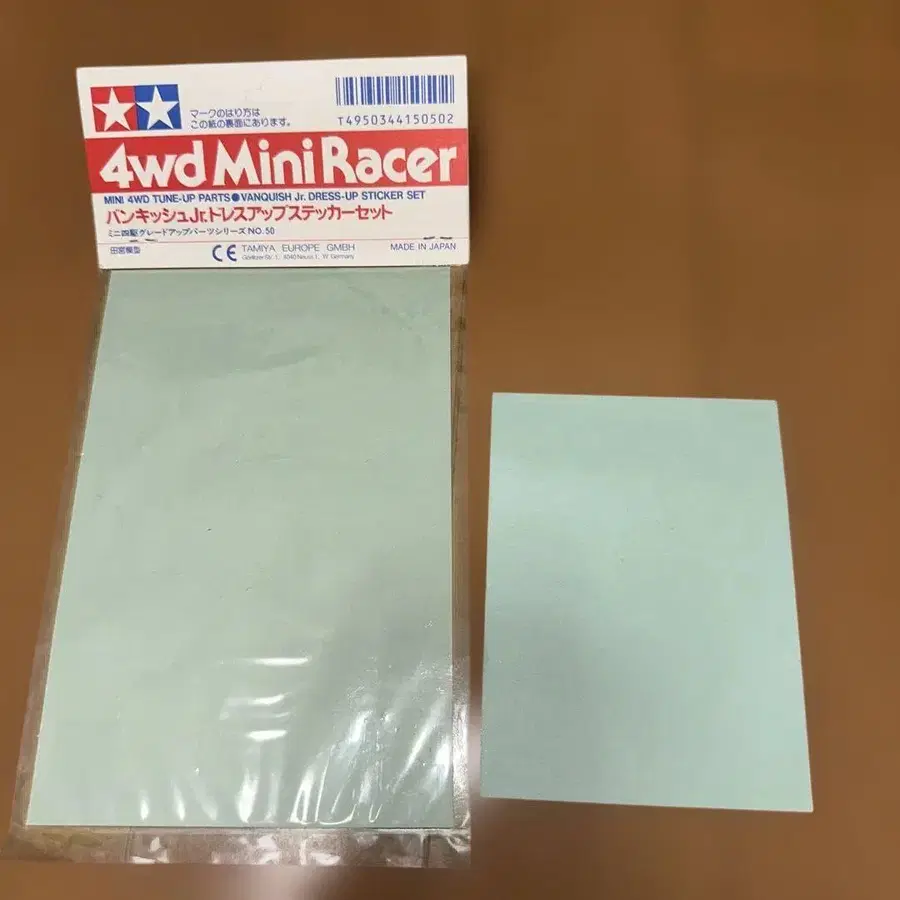 マークのはり方は
この紙の裏面にあります。
T4950344150502
4wd Mini Racer
MINI 4WD TUNE-UP PARTS●VANQUISH Jr. DRESS-UP STICKER SET
バンキッシュJr.ドレスアップステッカーセット
ミニ四駆グレードアップパーツシリーズ NO.50
田宮模型
CE TAMIYA EUROPE GMBH
MADE IN JAPAN